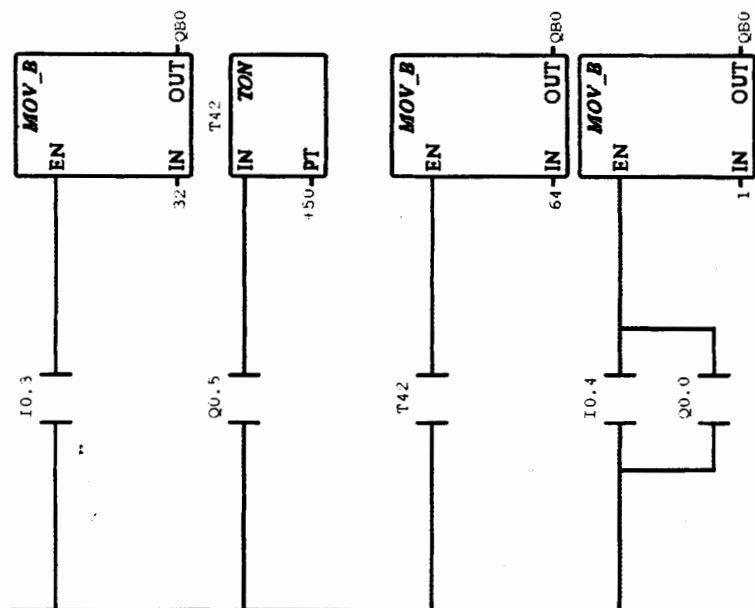 I0.3
MOV_B
EN
32
IN
OUT
QB0
Q0.5
T42
TON
IN
+50
PT
T42
MOV_B
EN
64
IN
OUT
QB0
I0.4
Q0.0
MOV_B
EN
1
IN
OUT
QB0